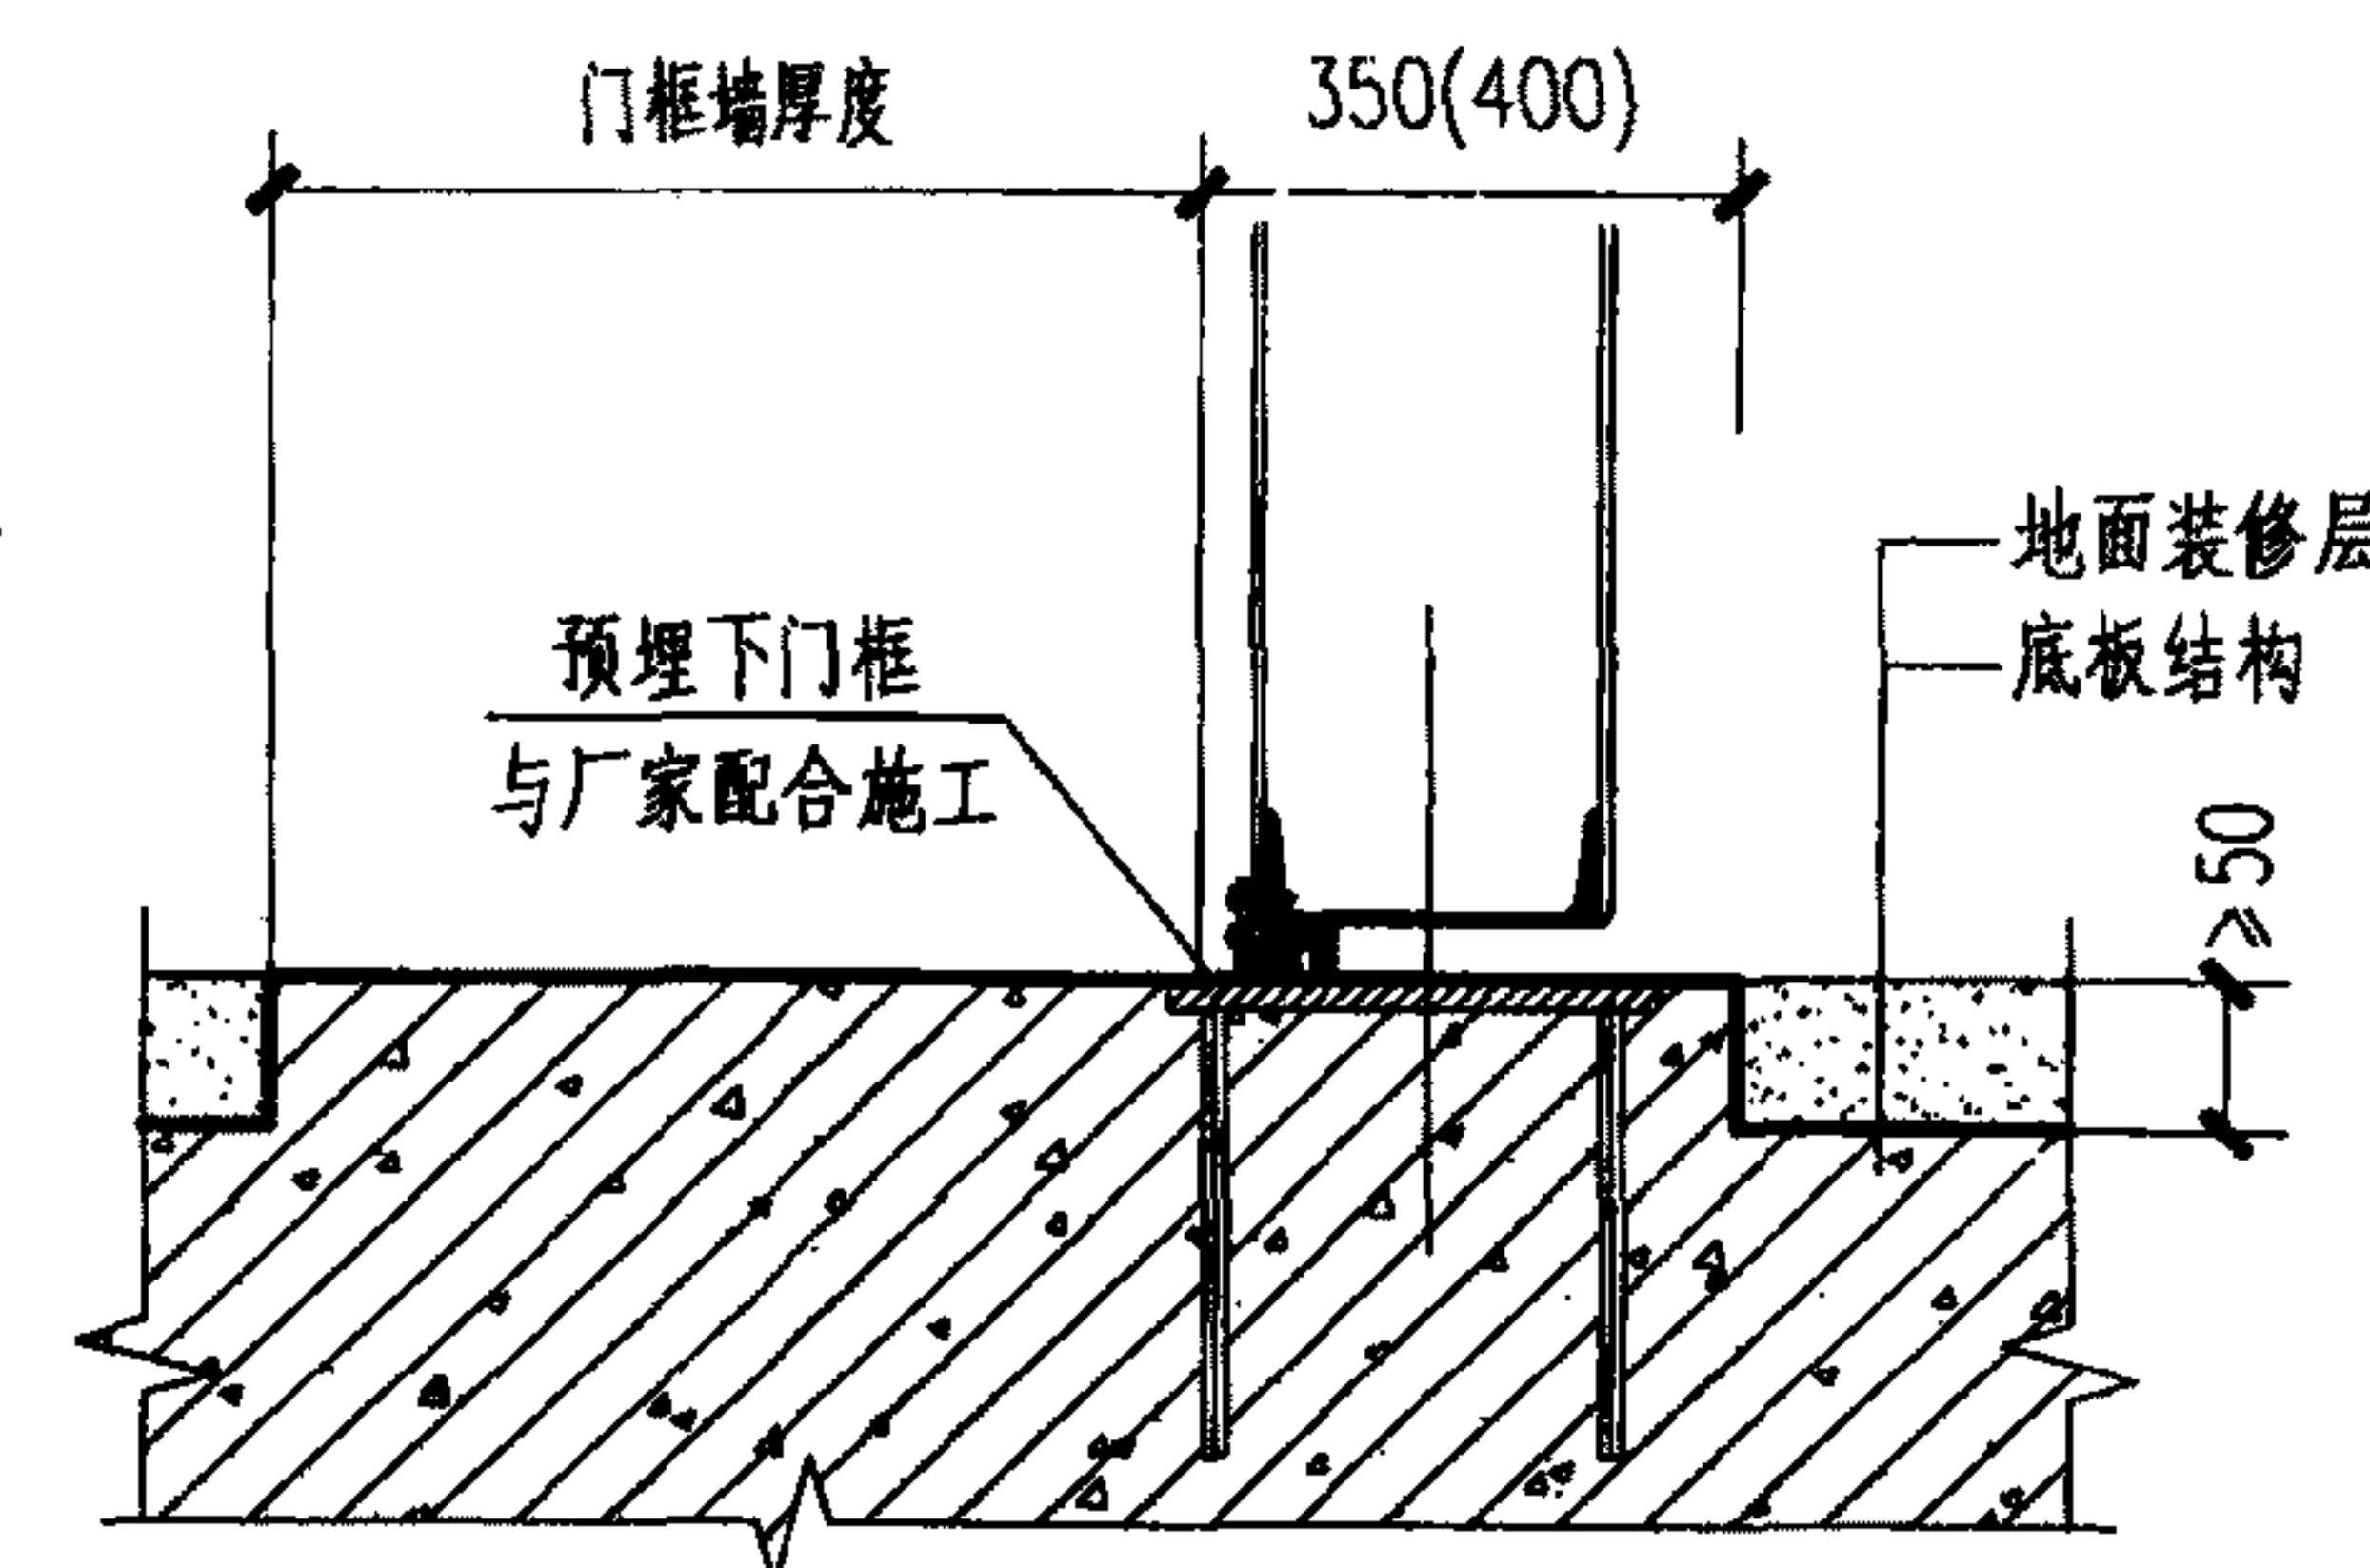 门框墙厚度
350(400)
地面装修层
底板结构
预埋下门框
与厂家配合施工
≥50